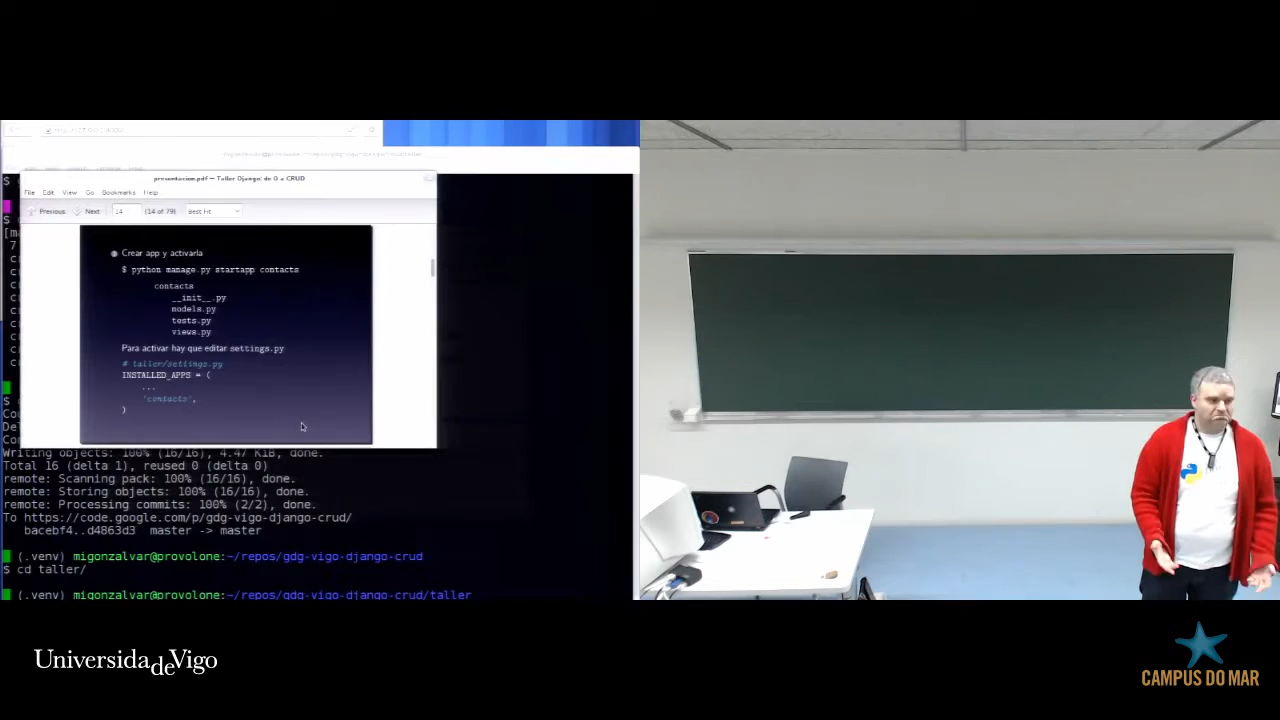 presentacion.pdf — Taller Django: de 0 a CRUD
File Edit View Go Bookmarks Help
Previous Next 14 (14 of 79) Best Fit
Crear app y activarla
$ python manage.py startapp contacts
contacts
__init__.py
models.py
tests.py
views.py
Para activar hay que editar settings.py
# taller/settings.py
INSTALLED_APPS = (
...
'contacts',
)
Writing objects: 100% (16/16), 4.47 KiB, done.
Total 16 (delta 1), reused 0 (delta 0)
remote: Scanning pack: 100% (16/16), done.
remote: Storing objects: 100% (16/16), done.
remote: Processing commits: 100% (2/2), done.
To https://code.google.com/p/gdg-vigo-django-crud/
bacebf4..d4863d3 master -> master
(.venv) migonzalvar@provolone:~/repos/gdg-vigo-django-crud
$ cd taller/
(.venv) migonzalvar@provolone:~/repos/gdg-vigo-django-crud/taller
UniversidadeVigo
CAMPUS DO MAR